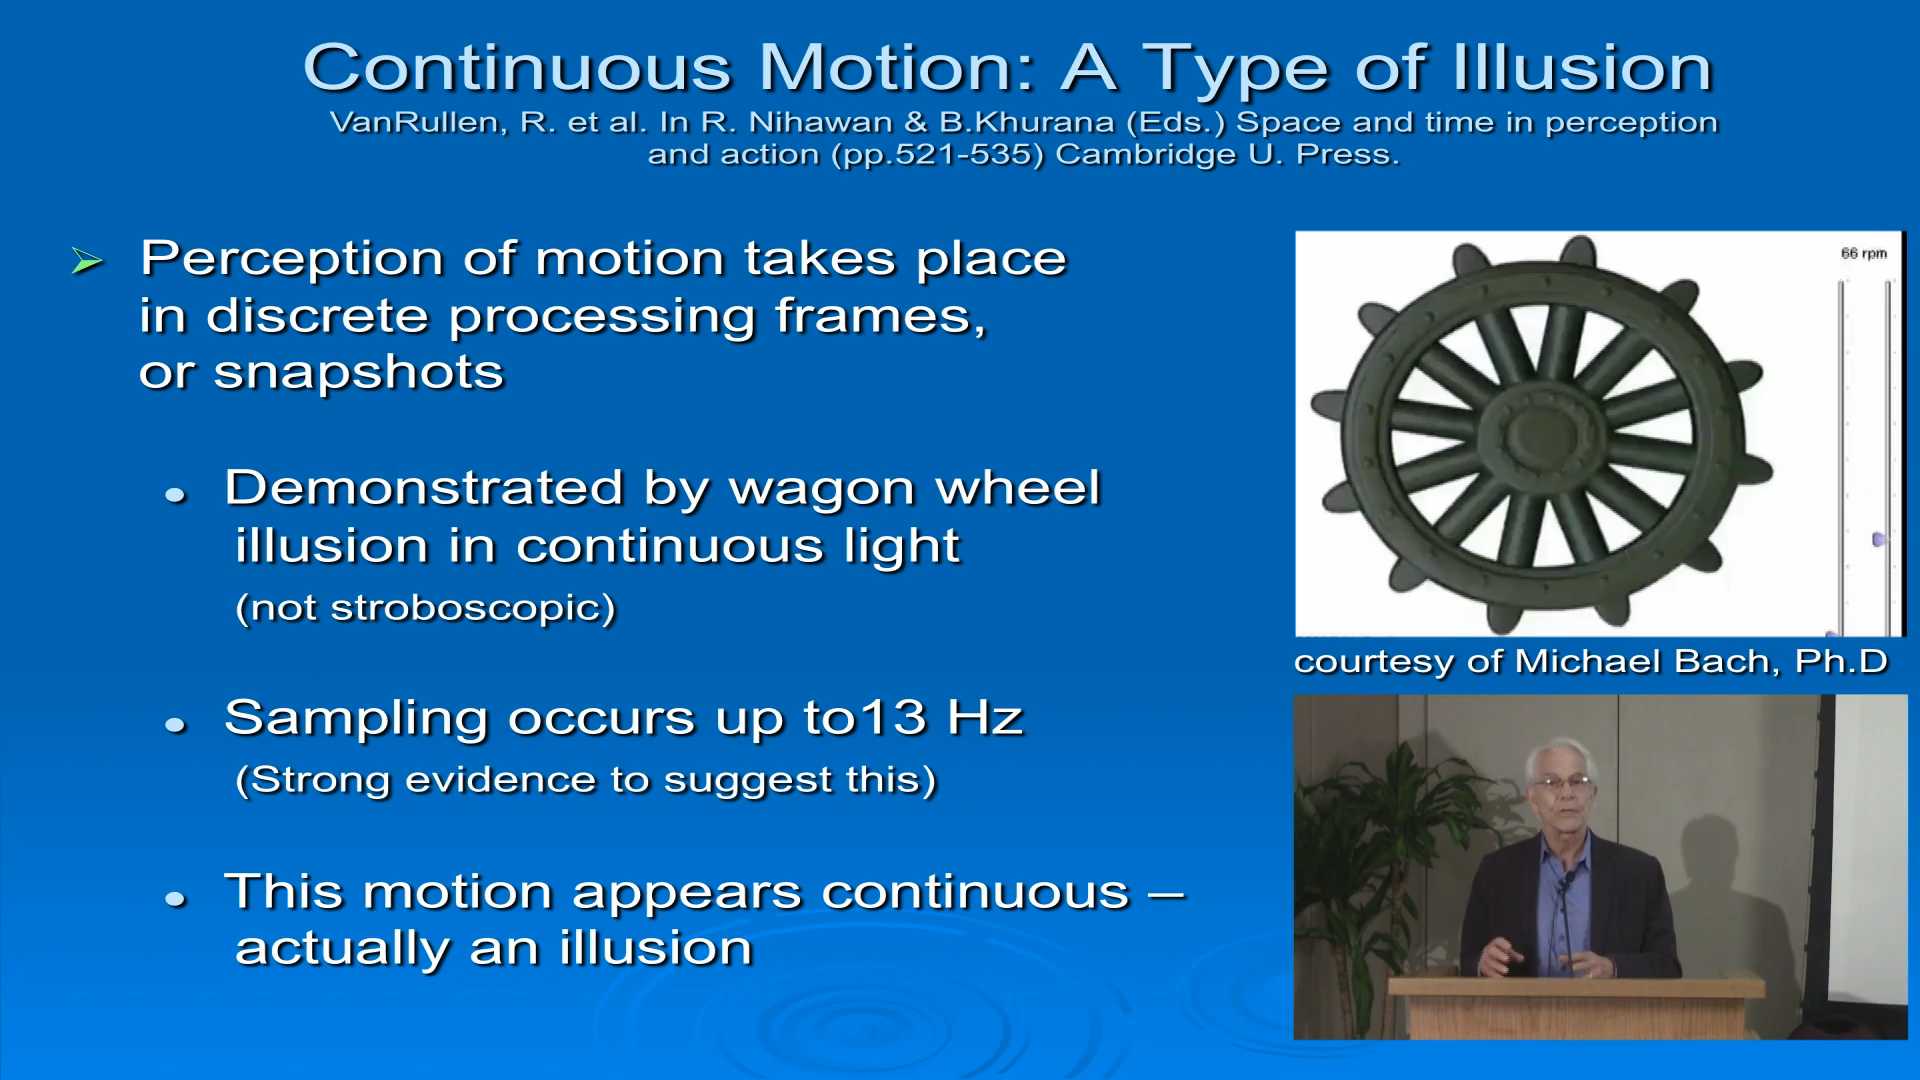 Continuous Motion: A Type of Illusion
VanRullen, R. et al. In R. Nihawan & B.Khurana (Eds.) Space and time in perception
and action (pp.521-535) Cambridge U. Press.
Perception of motion takes place
in discrete processing frames,
or snapshots
Demonstrated by wagon wheel
illusion in continuous light
(not stroboscopic)
Sampling occurs up to13 Hz
(Strong evidence to suggest this)
This motion appears continuous –
actually an illusion
66 rpm
courtesy of Michael Bach, Ph.D